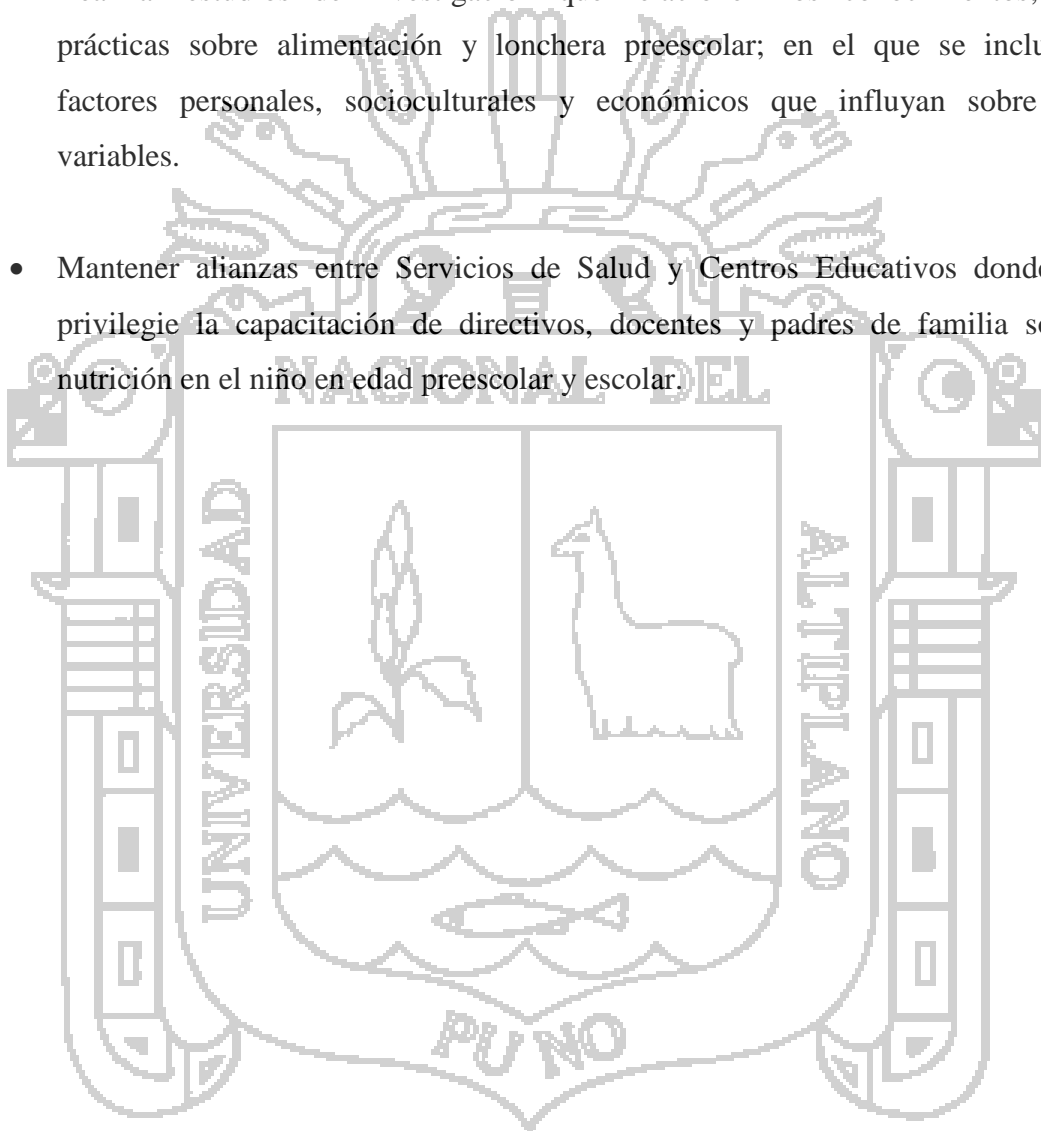 prácticas sobre alimentación y lonchera preescolar; en el que se inclu
factores personales, socioculturales y económicos que influyan sobre
variables.
• Mantener alianzas entre Servicios de Salud y Centros Educativos donde
privilegie la capacitación de directivos, docentes y padres de familia so
nutrición en el niño en edad preescolar y escolar.
NACIONAL DEL
UNIVERSIDAD
ALTIPLANO
PUNO